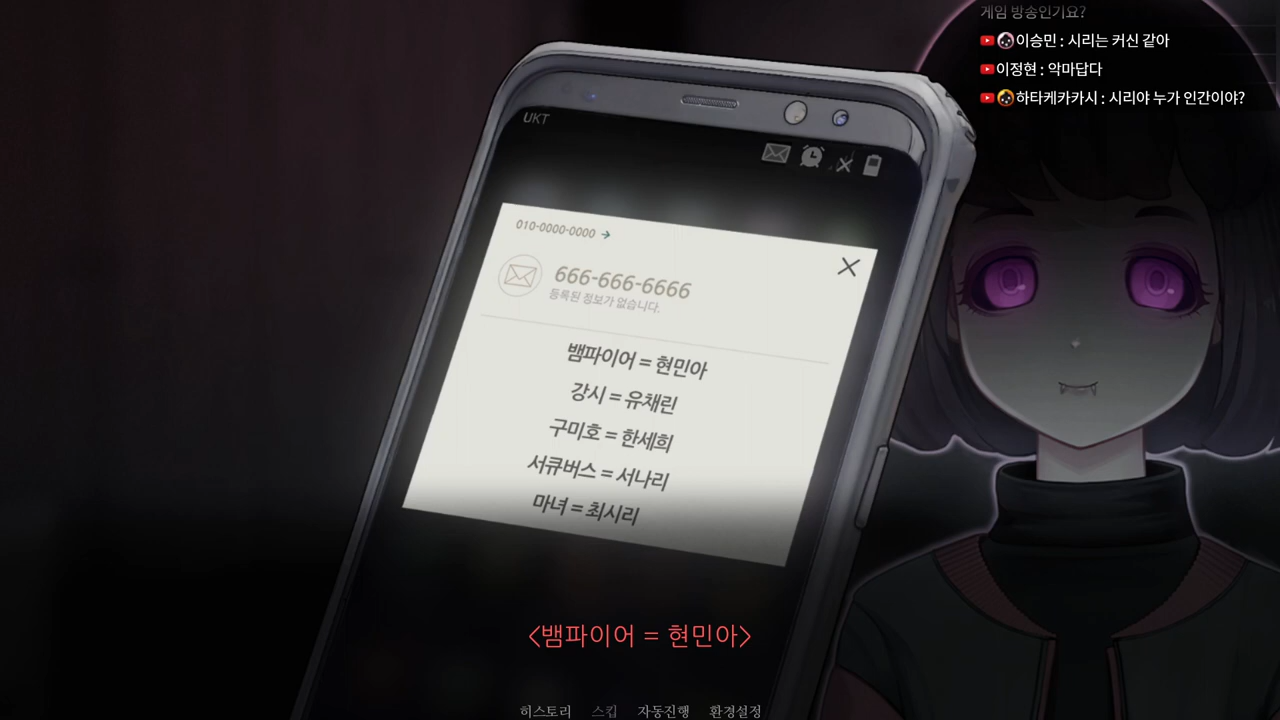 게임 방송인기요?
이승민 : 시리는 커신 같아
이정현 : 악마답다
하타케카카시 : 시리야 누가 인간이야?
UKT
010-0000-0000 →
666-666-6666
등록된 정보가 없습니다.
뱀파이어 = 현민아
강시 = 유채린
구미호 = 한세희
서큐버스 = 서나리
마녀 = 최시리
<뱀파이어 = 현민아>
히스토리 스킵 자동진행 환경설정